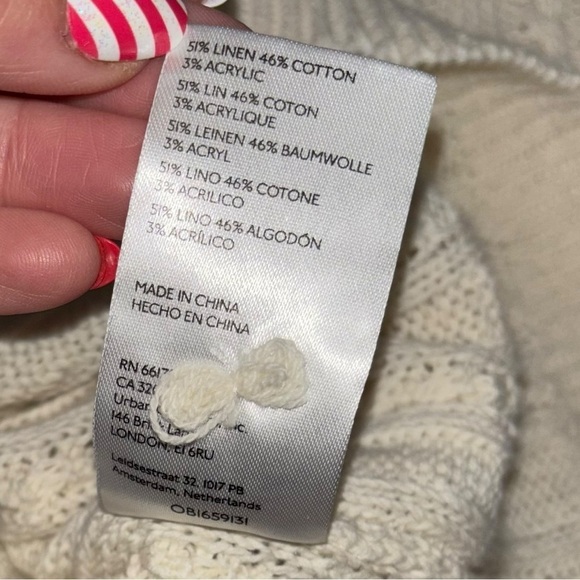 51% LINEN 46% COTTON
3% ACRYLIC
51% LIN 46% COTON
3% ACRYLIQUE
51% LEINEN 46% BAUMWOLLE
3% ACRYL
51% LINO 46% COTONE
3% ACRILICO
51% LINO 46% ALGODÓN
3% ACRÍLICO
MADE IN CHINA
HECHO EN CHINA
RN
CA
146
LONDON, E1 6RU
Leidsestraat 32, 1017 PB
Amsterdam, Netherlands
OB1659131